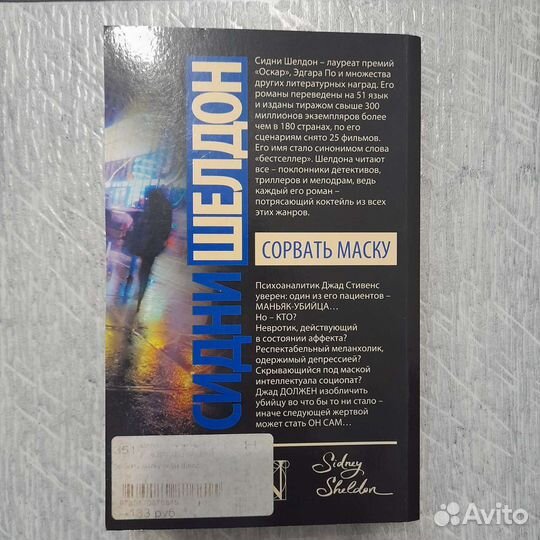 Сидни Шелдон – лауреат премий
«Оскар», Эдгара По и множества
других литературных наград. Его
романы переведены на 51 язык
и изданы тиражом свыше 300
миллионов экземпляров более
чем в 180 странах, по его
сценариям снято 25 фильмов.
Его имя стало синонимом слова
«бестселлер». Шелдона читают
все – поклонники детективов,
триллеров и мелодрам, ведь
каждый его роман –
потрясающий коктейль из всех
этих жанров.
СИДНИ ШЕЛДОН
СОРВАТЬ МАСКУ
Психоаналитик Джад Стивенс
уверен: один из его пациентов –
МАНЬЯК-УБИЙЦА...
Но – КТО?
Невротик, действующий
в состоянии аффекта?
Респектабельный меланхолик,
одержимый депрессией?
Скрывающийся под маской
интеллектуала социопат?
Джад ДОЛЖЕН изобличить
убийцу во что бы то ни стало –
иначе следующей жертвой
может стать ОН САМ...
133 руб
Sidney
Sheldon
Avito